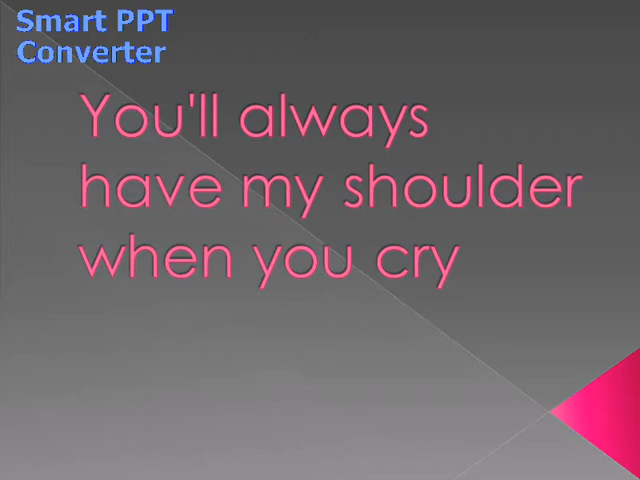 Smart PPT
Converter
You'll always
have my shoulder
when you cry